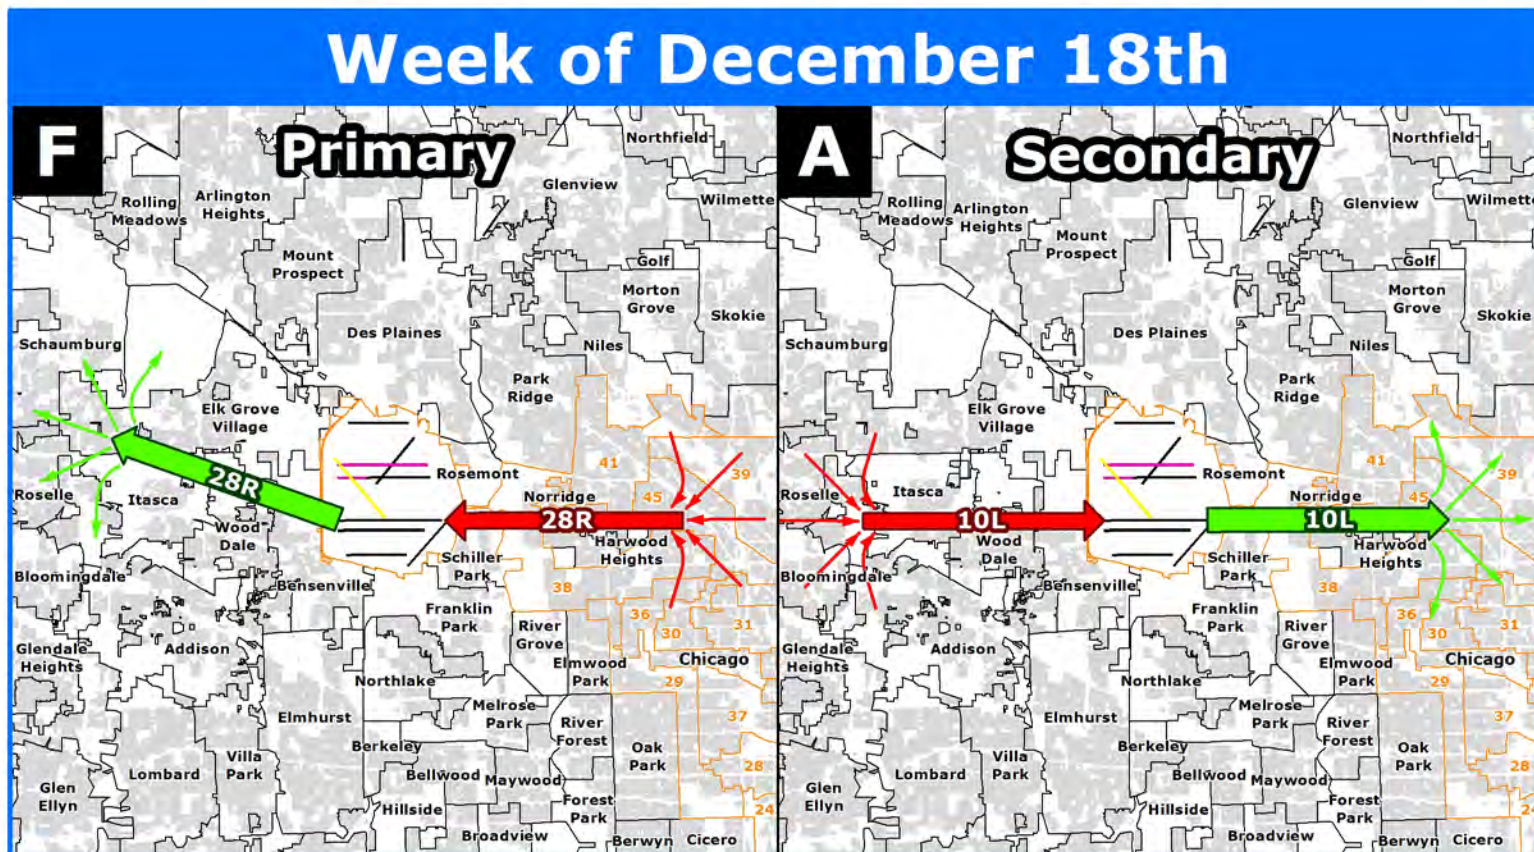 Week of December 18th
F
Primary
Northfield
Glenview
Arlington
Heights
Rolling
Meadows
Wilmette
Mount
Prospect
Golf
Morton
Grove
Skokie
Des Plaines
Schaumburg
Niles
Park
Ridge
Elk Grove
Village
41
39
Rosemont
28R
Roselle
Itasca
Norridge
45
28R
Wood
Dale
Harwood
Heights
Schiller
Park
Bloomingdale
Bensenville
38
Franklin
Park
36
River
Grove
31
30
Glendale
Heights
Addison
Chicago
Elmwood
Park
Northlake
29
Melrose
Park
Elmhurst
River
Forest
37
Berkeley
Oak
Park
Villa
Park
Lombard
Bellwood
Maywood
28
Glen
Ellyn
Hillside
Forest
Park
24
Broadview
Berwyn
Cicero
A
Secondary
Northfield
Glenview
Rolling
Meadows
Arlington
Heights
Wilmette
Mount
Prospect
Golf
Morton
Grove
Skokie
Des Plaines
Schaumburg
Niles
Park
Ridge
Elk Grove
Village
41
39
Rosemont
Roselle
Itasca
Norridge
45
10L
10L
Wood
Dale
Harwood
Heights
Schiller
Park
Bloomingdale
Bensenville
38
Franklin
Park
36
River
Grove
31
30
Glendale
Heights
Addison
Chicago
Elmwood
Park
Northlake
29
Melrose
Park
Elmhurst
River
Forest
37
Berkeley
Oak
Park
Villa
Park
Lombard
Bellwood
Maywood
28
Glen
Ellyn
Hillside
Forest
Park
24
Broadview
Berwyn
Cicero